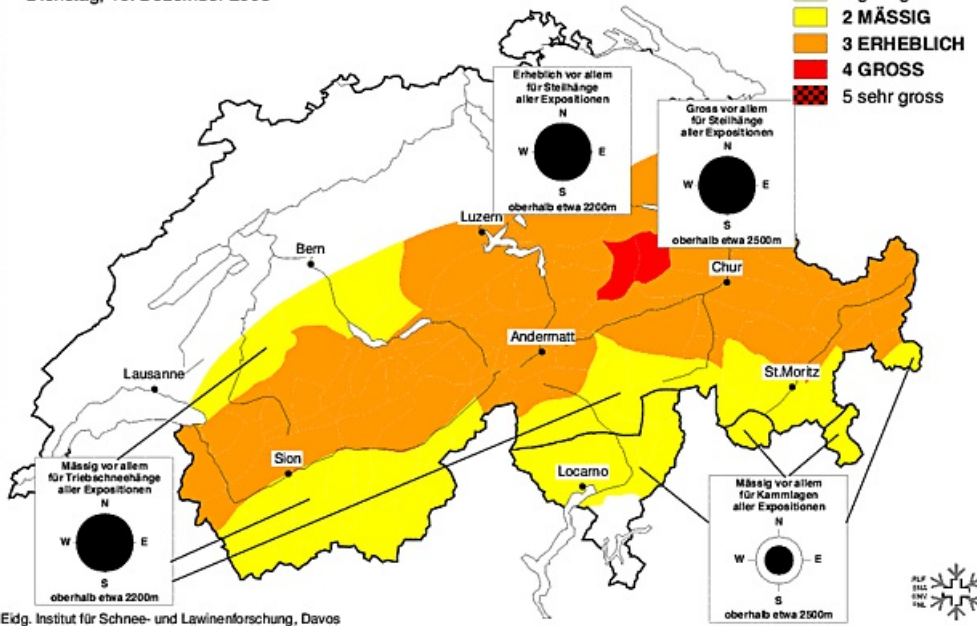 2 MÄSSIG
3 ERHEBLICH
4 GROSS
5 sehr gross
Erheblich vor allem
für Steilhänge
aller Expositionen
N
W E
S
oberhalb etwa 2200m
Gross vor allem
für Steilhänge
aller Expositionen
N
W E
S
oberhalb etwa 2500m
Luzern
Bern
Chur
Andermatt
Lausanne
St.Moritz
Sion
Locarno
Mässig vor allem
für Triebschneehänge
aller Expositionen
N
W E
S
oberhalb etwa 2200m
Mässig vor allem
für Kammlagen
aller Expositionen
N
W E
S
oberhalb etwa 2500m
Eidg. Institut für Schnee- und Lawinenforschung, Davos